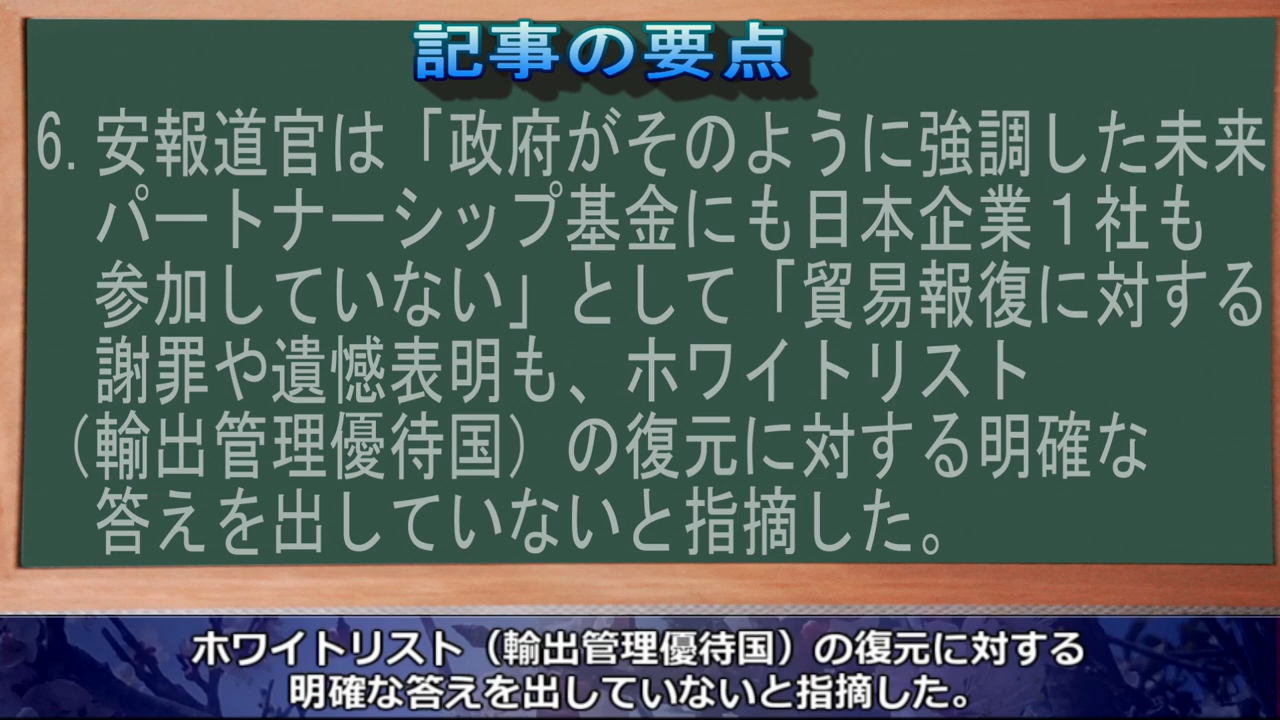 記事の要点
6. 安報道官は「政府がそのように強調した未来
パートナーシップ基金にも日本企業１社も
参加していない」として「貿易報復に対する
謝罪や遺憾表明も、ホワイトリスト
（輸出管理優待国）の復元に対する明確な
答えを出していないと指摘した。
ホワイトリスト（輸出管理優待国）の復元に対する
明確な答えを出していないと指摘した。